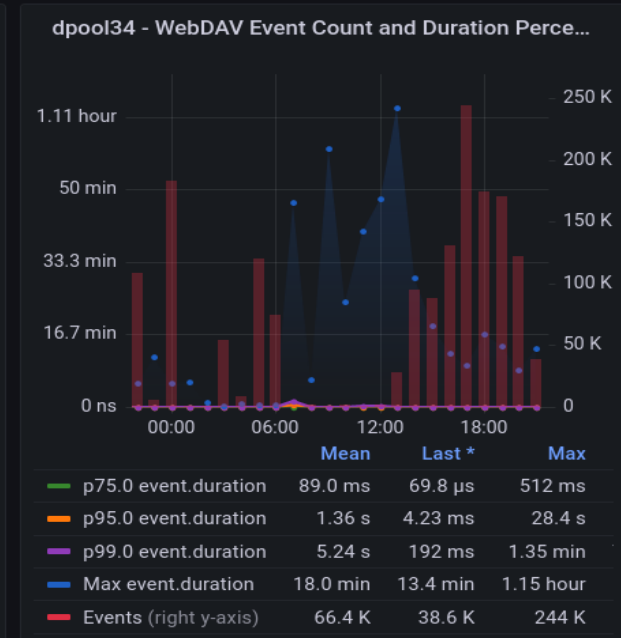 dpool34 - WebDAV Event Count and Duration Perce...
250 K
1.11 hour
200 K
50 min
150 K
33.3 min
100 K
16.7 min
50 K
0 ns
0
00:00 06:00 12:00 18:00
Mean Last * Max
p75.0 event.duration 89.0 ms 69.8 µs 512 ms
p95.0 event.duration 1.36 s 4.23 ms 28.4 s
p99.0 event.duration 5.24 s 192 ms 1.35 min
Max event.duration 18.0 min 13.4 min 1.15 hour
Events (right y-axis) 66.4 K 38.6 K 244 K